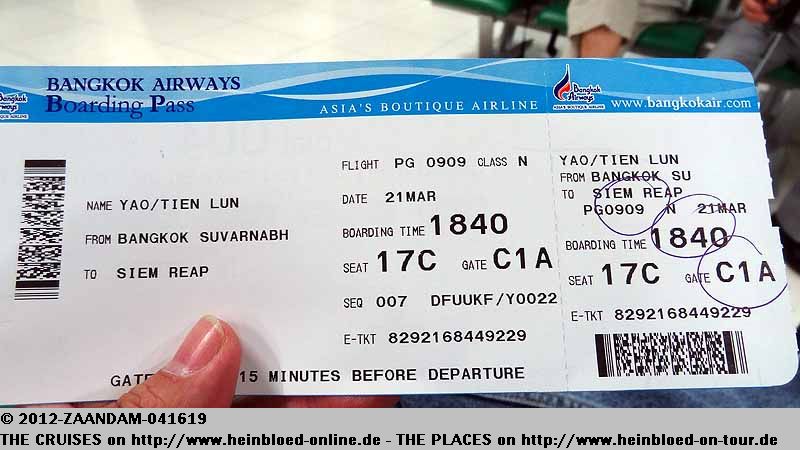 BANGKOK AIRWAYS
Boarding Pass
ASIA'S BOUTIQUE AIRLINE
Bangkok Airways
ASIA'S BOUTIQUE AIRLINE
www.bangkokair.com
NAME YAO/TIEN LUN
FROM BANGKOK SUVARNABH
TO SIEM REAP
FLIGHT PG 0909 CLASS N
DATE 21MAR
BOARDING TIME 1840
SEAT 17C GATE C1A
SEQ 007 DFUUKF/Y0022
E-TKT 8292168449229
GATE 15 MINUTES BEFORE DEPARTURE
YAO/TIEN LUN
FROM BANGKOK SU
TO SIEM REAP
PG0909 N 21MAR
BOARDING TIME 1840
SEAT 17C GATE C1A
E-TKT 8292168449229
© 2012-ZAANDAM-041619
THE CRUISES on http://www.heinbloed-online.de - THE PLACES on http://www.heinbloed-on-tour.de